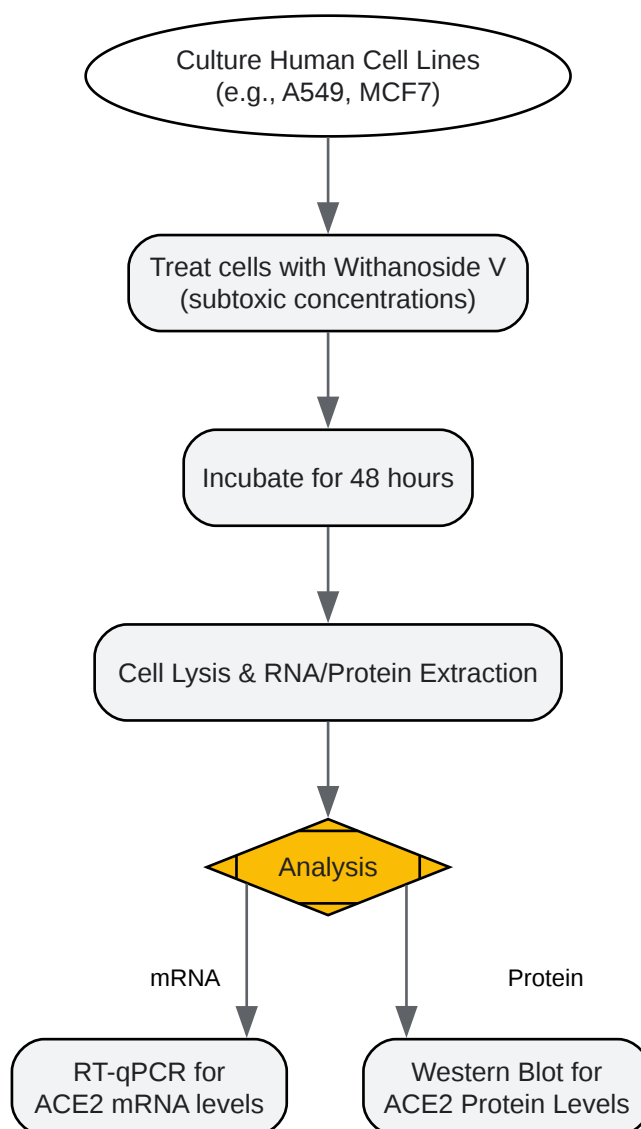 Culture Human Cell Lines
(e.g., A549, MCF7)
Treat cells with Withanoside V
(subtoxic concentrations)
Incubate for 48 hours
Cell Lysis & RNA/Protein Extraction
Analysis
mRNA
Protein
RT-qPCR for
ACE2 mRNA levels
Western Blot for
ACE2 Protein Levels